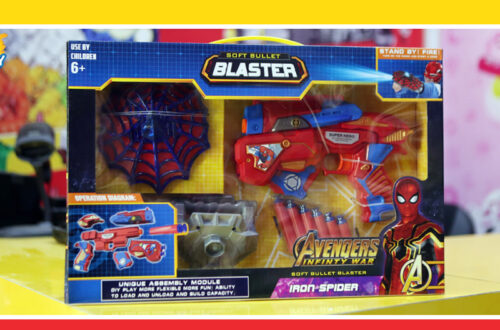 USE BY
CHILDREN
6+
SOFT BULLET
BLASTER
STAND BY! FIRE!
SUPER HERO
OPERATION DIAGRAM:
UNIQUE ASSEMBLY MODULE
DIY PLAY MORE FLEXIBLE MORE FUN: ABILITY
TO LOAD AND UNLOAD AND BUILD CAPACITY.
AVENGERS
INFINTY WAR
SOFT BULLET BLASTER
IRON-SPIDER